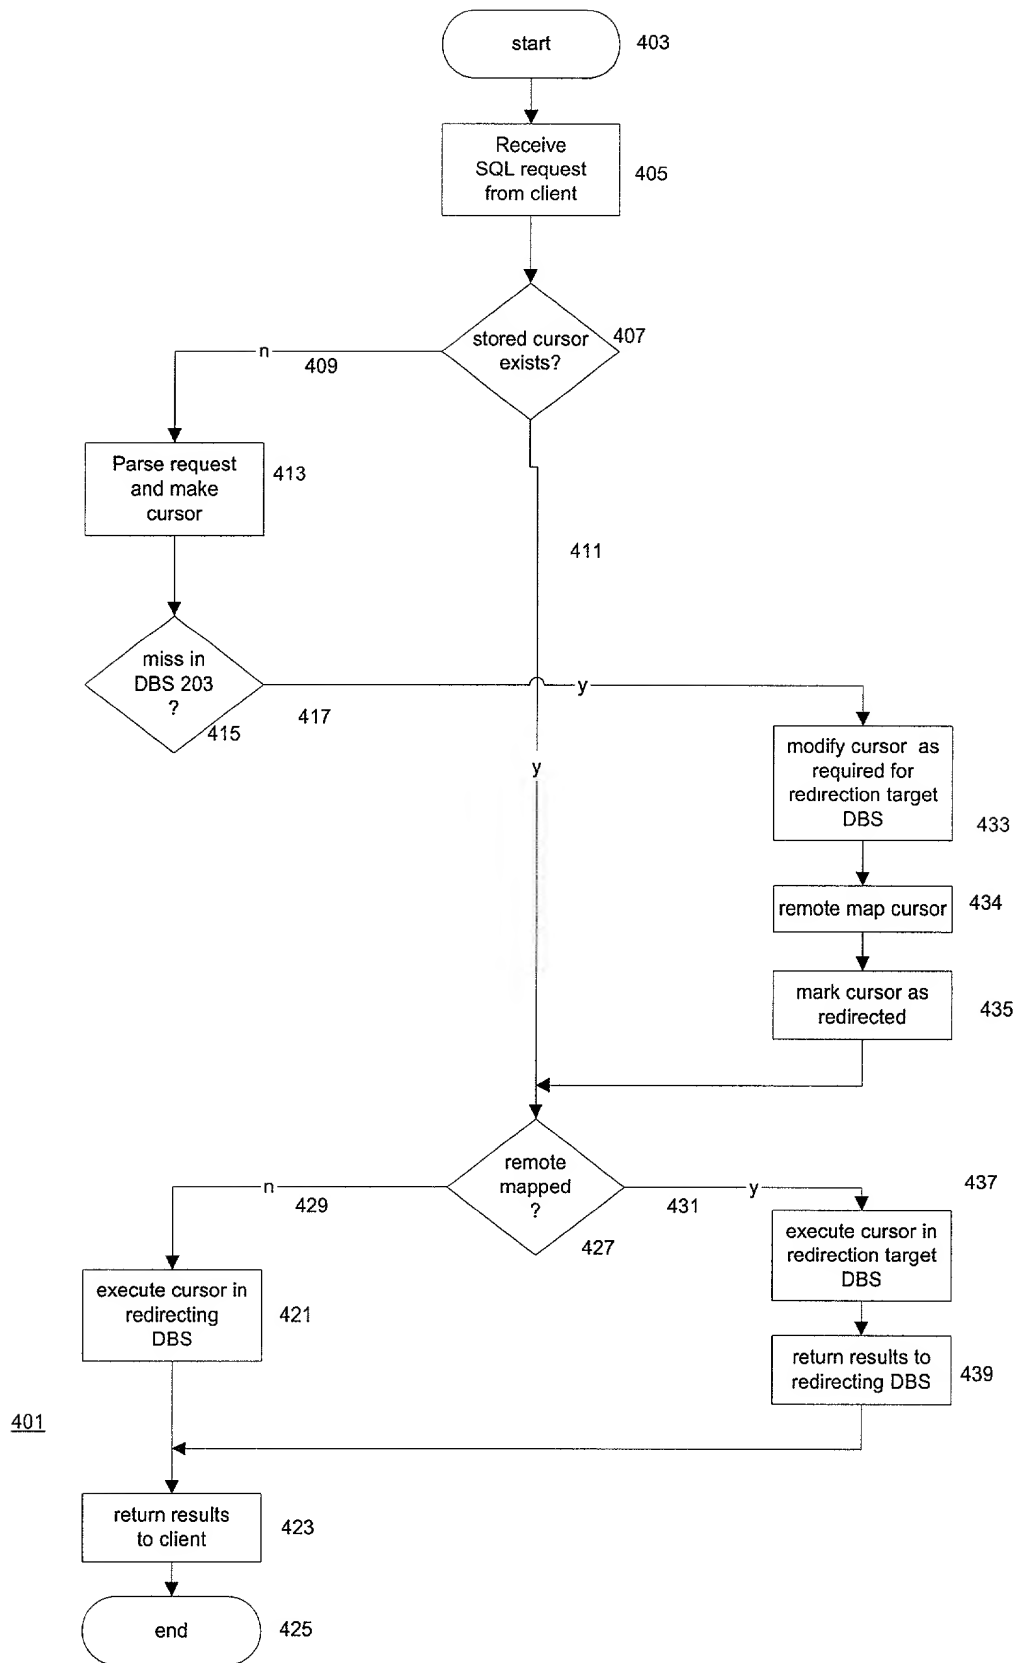 start
403
Receive
SQL request
from client
405
stored cursor
exists?
407
n
409
Parse request
and make
cursor
413
411
miss in
DBS 203
?
415
417
y
y
modify cursor as
required for
redirection target
DBS
433
remote map cursor
434
mark cursor as
redirected
435
remote
mapped
?
427
n
429
431
y
437
execute cursor in
redirecting
DBS
421
execute cursor in
redirection target
DBS
return results to
redirecting DBS
439
401
return results
to client
423
end
425